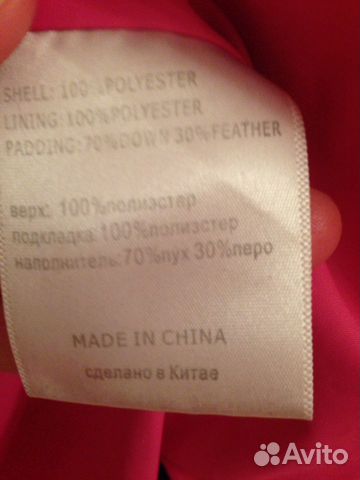 SHELL: 100%POLYESTER
LINING:100%POLYESTER
PADDING:70%DOWN 30%FEATHER
верх: 100%полиэстер
подкладка:100%полиэстер
наполнитель:70%пух 30%перо
MADE IN CHINA
сделано в Китае
Avito